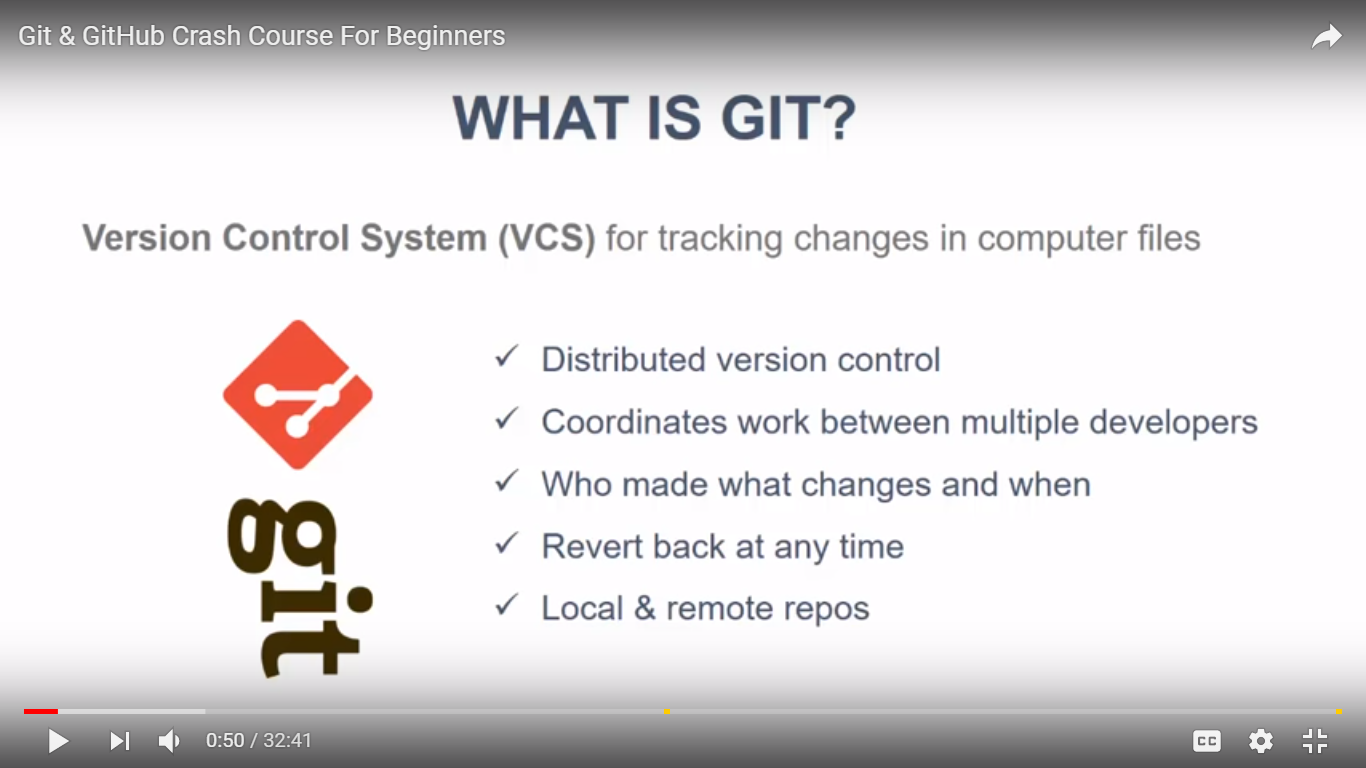 Git & GitHub Crash Course For Beginners
WHAT IS GIT?
Version Control System (VCS) for tracking changes in computer files
✓ Distributed version control
✓ Coordinates work between multiple developers
✓ Who made what changes and when
✓ Revert back at any time
✓ Local & remote repos
git
0:50 / 32:41
CC